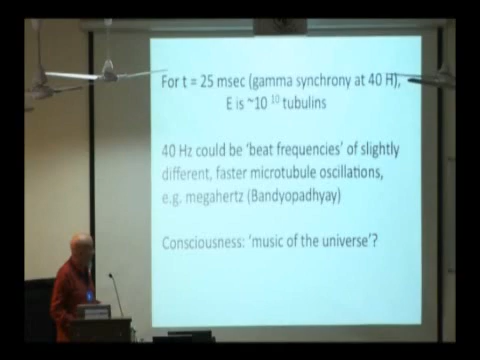 For t = 25 msec (gamma synchrony at 40 H),
E is ~10 10 tubulins
40 Hz could be ‘beat frequencies’ of slightly
different, faster microtubule oscillations,
e.g. megahertz (Bandyopadhyay)
Consciousness: ‘music of the universe’?